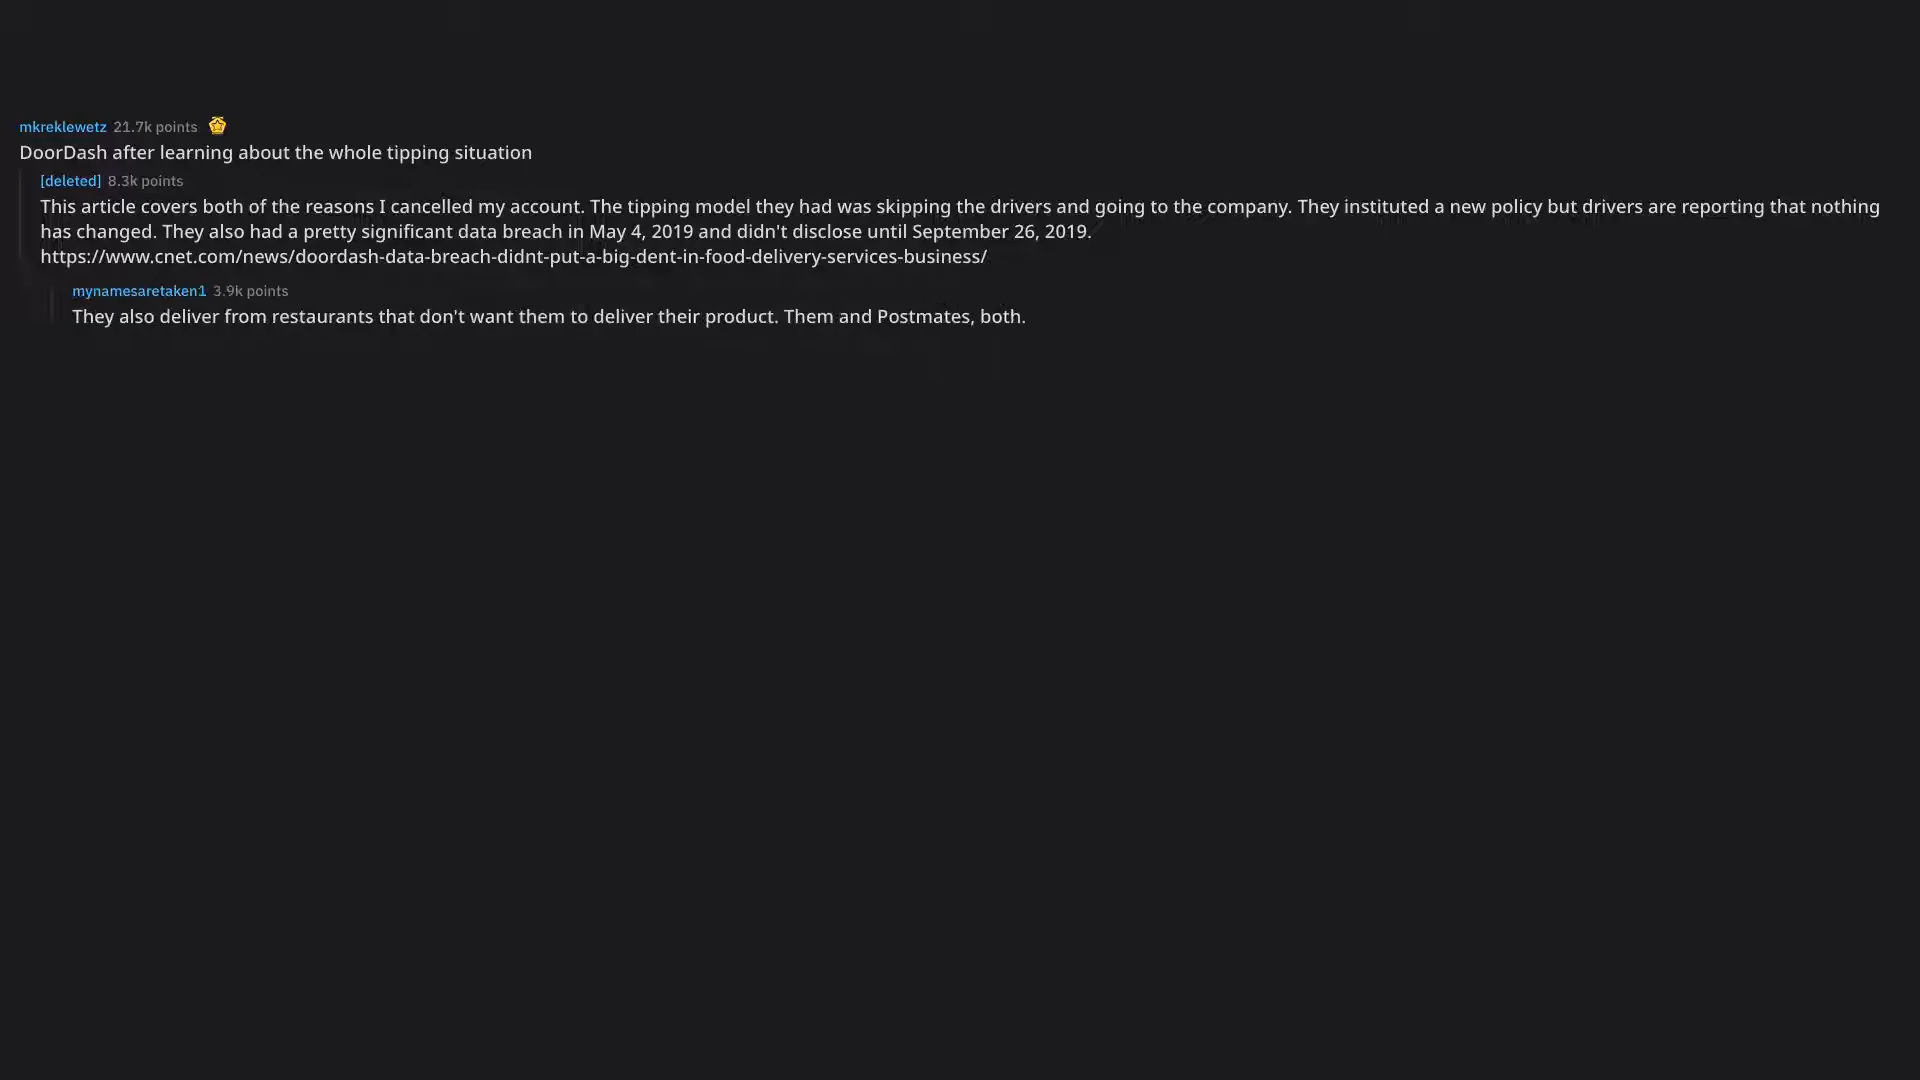 mkreklewetz 21.7k points
DoorDash after learning about the whole tipping situation
[deleted] 8.3k points
This article covers both of the reasons I cancelled my account. The tipping model they had was skipping the drivers and going to the company. They instituted a new policy but drivers are reporting that nothing
has changed. They also had a pretty significant data breach in May 4, 2019 and didn't disclose until September 26, 2019.
https://www.cnet.com/news/doordash-data-breach-didnt-put-a-big-dent-in-food-delivery-services-business/
mynamesaretaken1 3.9k points
They also deliver from restaurants that don't want them to deliver their product. Them and Postmates, both.